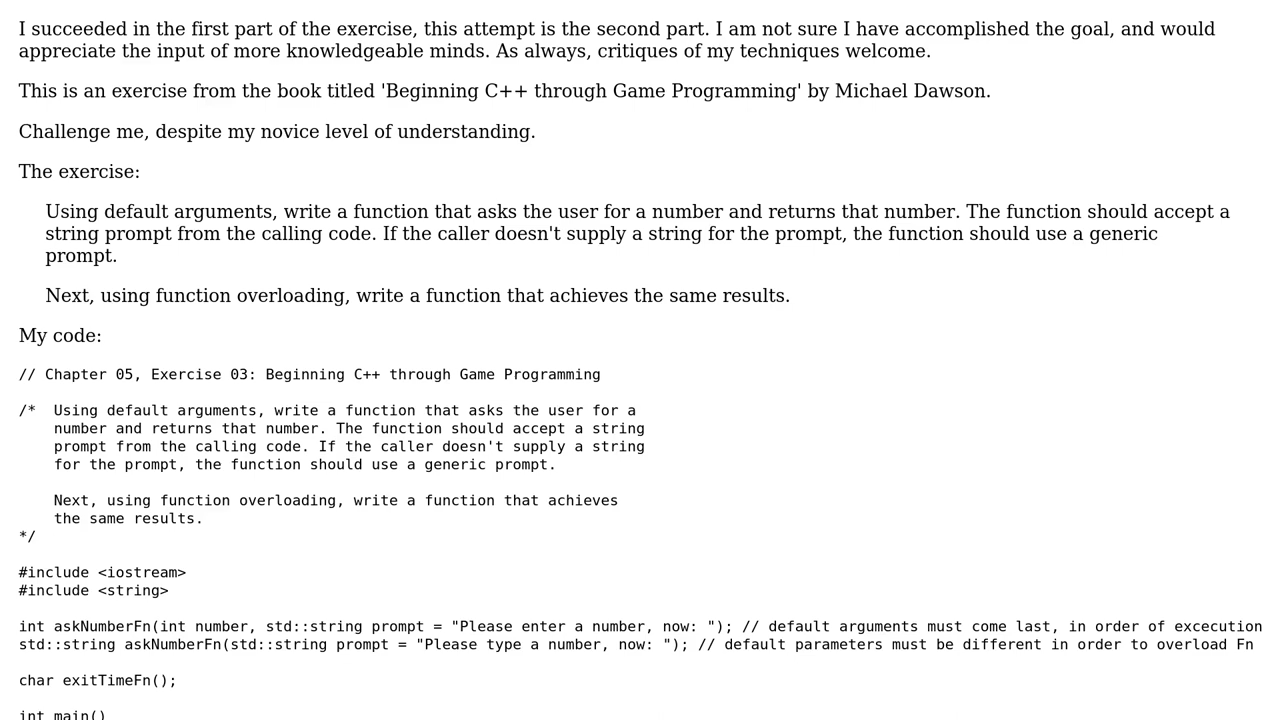 I succeeded in the first part of the exercise, this attempt is the second part. I am not sure I have accomplished the goal, and would
appreciate the input of more knowledgeable minds. As always, critiques of my techniques welcome.
This is an exercise from the book titled 'Beginning C++ through Game Programming' by Michael Dawson.
Challenge me, despite my novice level of understanding.
The exercise:
Using default arguments, write a function that asks the user for a number and returns that number. The function should accept a
string prompt from the calling code. If the caller doesn't supply a string for the prompt, the function should use a generic
prompt.
Next, using function overloading, write a function that achieves the same results.
My code:
// Chapter 05, Exercise 03: Beginning C++ through Game Programming
/*  Using default arguments, write a function that asks the user for a
    number and returns that number. The function should accept a string
    prompt from the calling code. If the caller doesn't supply a string
    for the prompt, the function should use a generic prompt.
    Next, using function overloading, write a function that achieves
    the same results.
*/
#include <iostream>
#include <string>
int askNumberFn(int number, std::string prompt = "Please enter a number, now: "); // default arguments must come last, in order of excecution
std::string askNumberFn(std::string prompt = "Please type a number, now: "); // default parameters must be different in order to overload Fn
char exitTimeFn();
int main()